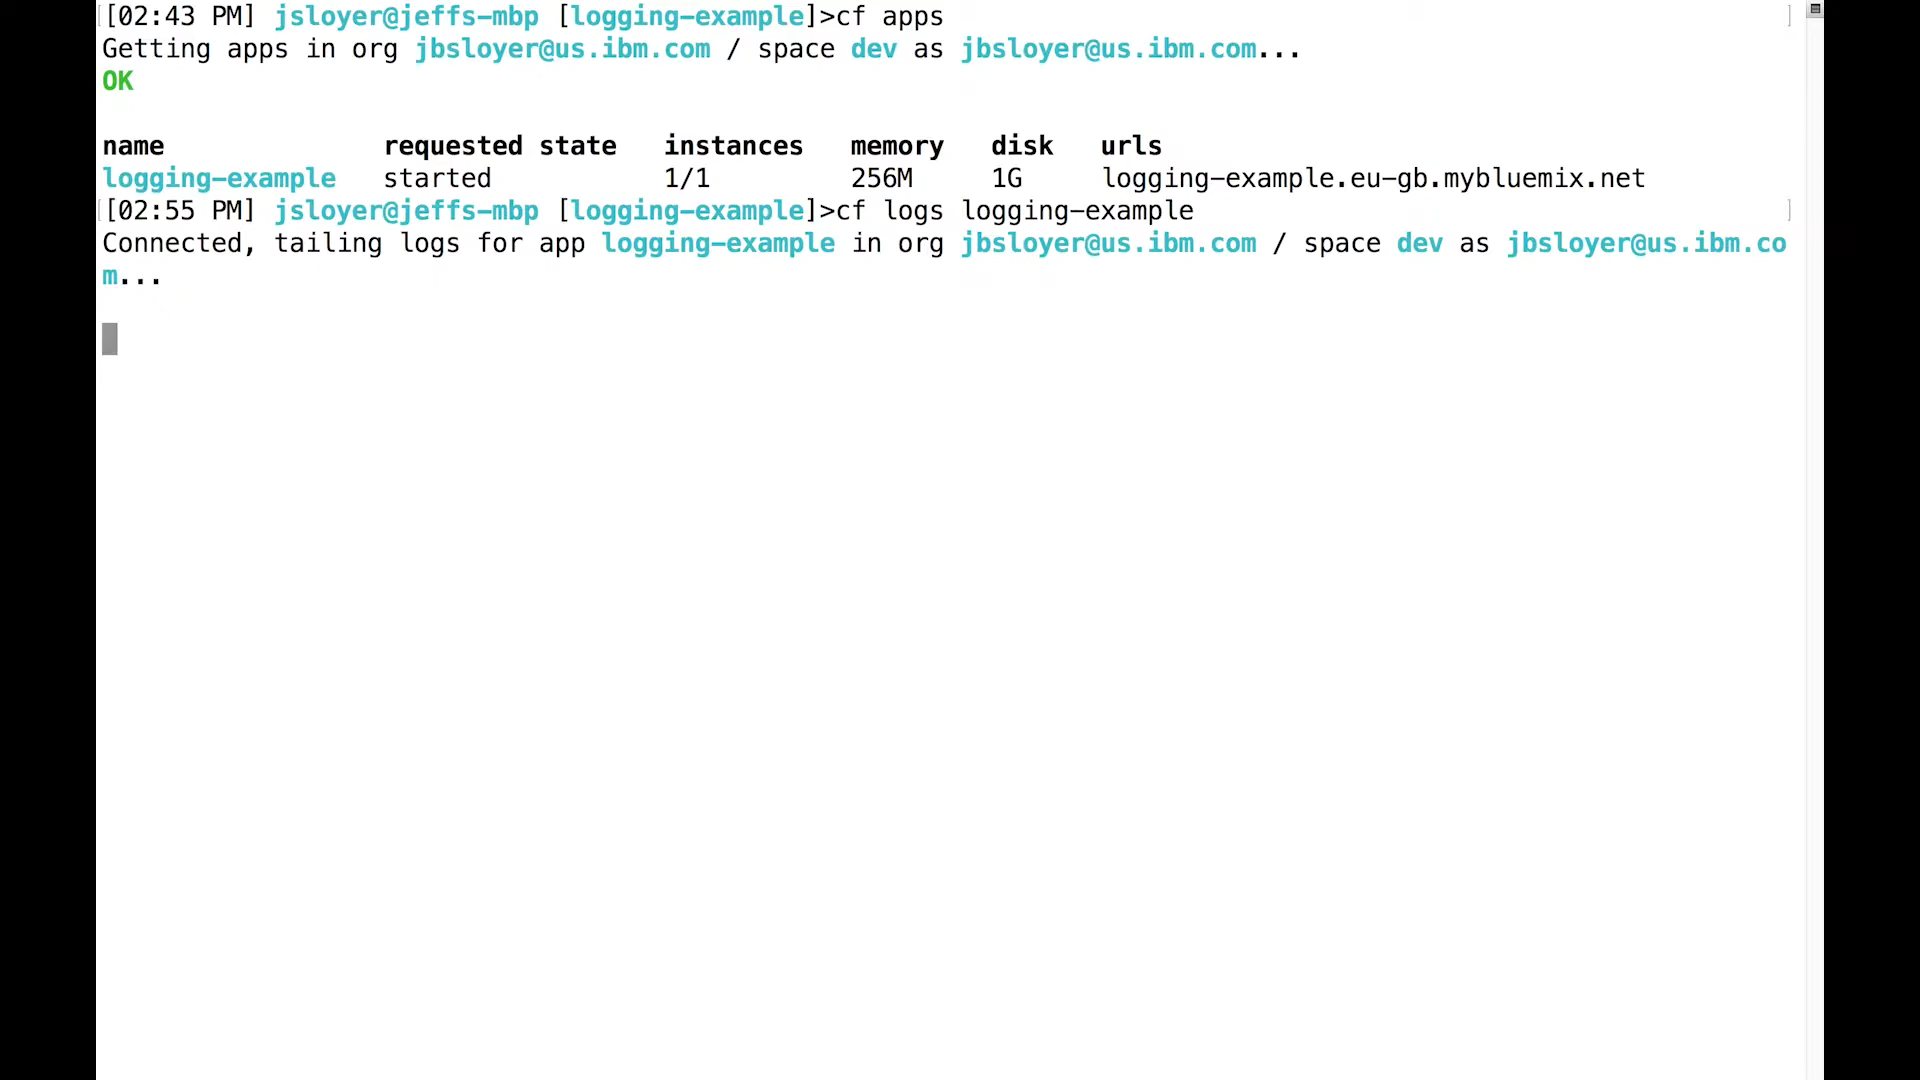 [02:43 PM] jsloyer@jeffs-mbp [logging-example]>cf apps
Getting apps in org jbsloyer@us.ibm.com / space dev as jbsloyer@us.ibm.com...
OK
name requested state instances memory disk urls
logging-example started 1/1 256M 1G logging-example.eu-gb.mybluemix.net
[02:55 PM] jsloyer@jeffs-mbp [logging-example]>cf logs logging-example
Connected, tailing logs for app logging-example in org jbsloyer@us.ibm.com / space dev as jbsloyer@us.ibm.co
m...